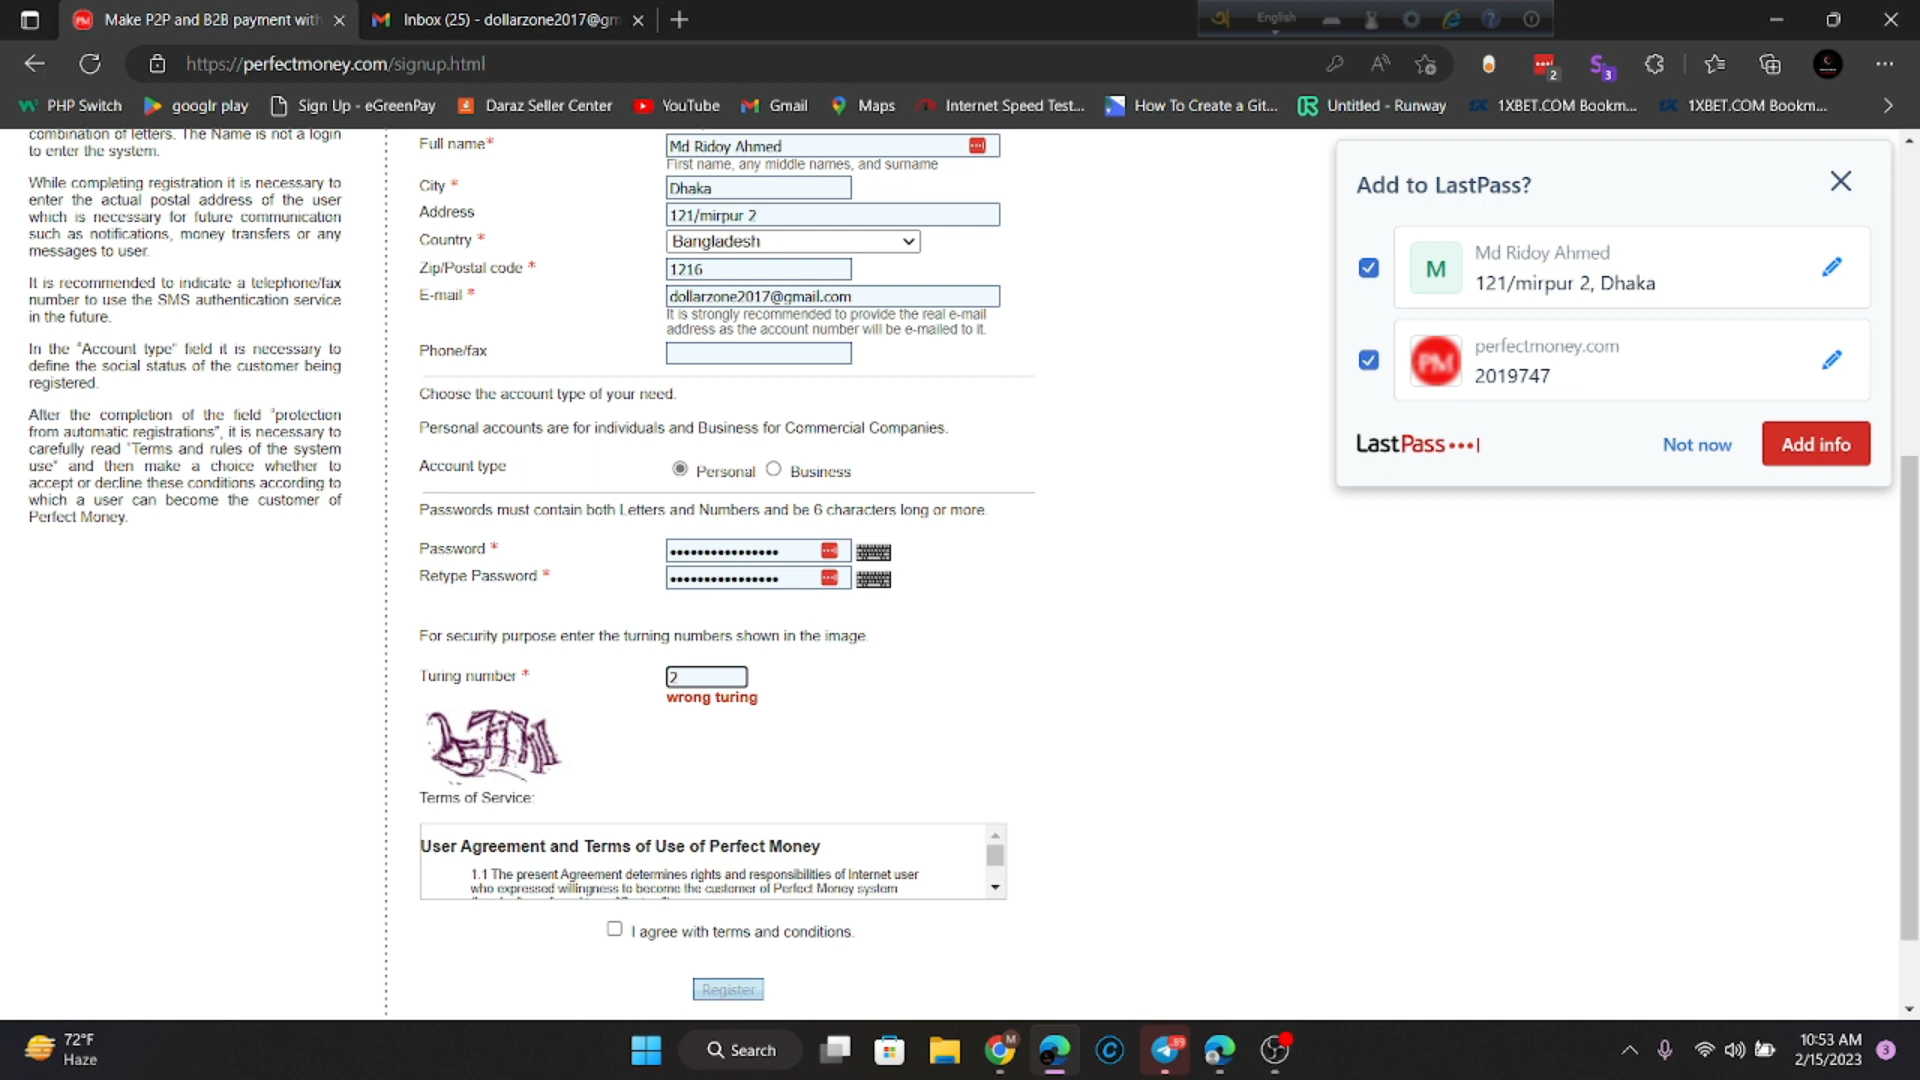 Make P2P and B2B payment with
Inbox (25) - dollarzone2017@gm
English
https://perfectmoney.com/signup.html
2
3
PHP Switch
googlr play
Sign Up - eGreenPay
Daraz Seller Center
YouTube
Gmail
Maps
Internet Speed Test...
How To Create a Git...
Untitled - Runway
1XBET.COM Bookm...
1XBET.COM Bookm...
combination of letters. The Name is not a login
to enter the system.
While completing registration it is necessary to
enter the actual postal address of the user
which is necessary for future communication
such as notifications, money transfers or any
messages to user.
It is recommended to indicate a telephone/fax
number to use the SMS authentication service
in the future.
In the "Account type" field it is necessary to
define the social status of the customer being
registered.
After the completion of the field "protection
from automatic registrations", it is necessary to
carefully read "Terms and rules of the system
use" and then make a choice whether to
accept or decline these conditions according to
which a user can become the customer of
Perfect Money.
Full name*
Md Ridoy Ahmed
First name, any middle names, and surname
City *
Dhaka
Address
121/mirpur 2
Country *
Bangladesh
Zip/Postal code *
1216
E-mail *
dollarzone2017@gmail.com
It is strongly recommended to provide the real e-mail
address as the account number will be e-mailed to it.
Phone/fax
Choose the account type of your need.
Personal accounts are for individuals and Business for Commercial Companies.
Account type
Personal
Business
Passwords must contain both Letters and Numbers and be 6 characters long or more.
Password *
Retype Password *
For security purpose enter the turning numbers shown in the image.
Turing number *
2
wrong turing
Terms of Service:
User Agreement and Terms of Use of Perfect Money
1.1 The present Agreement determines rights and responsibilities of Internet user
who expressed willingness to become the customer of Perfect Money system
I agree with terms and conditions.
Register
Add to LastPass?
M
Md Ridoy Ahmed
121/mirpur 2, Dhaka
PM
perfectmoney.com
2019747
LastPass
Not now
Add info
72°F
Haze
Search
89
10:53 AM
2/15/2023
3